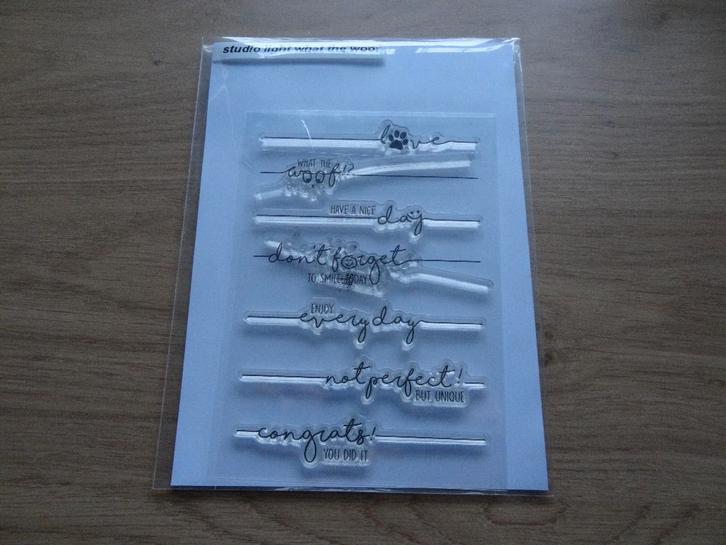 studio light what the woo
love
WHAT THE
woof!?
HAVE A NICE day
don't forget
TO SMILE TODAY
ENJOY
everyday
not perfect!
BUT UNIQUE
congrats!
YOU DID IT